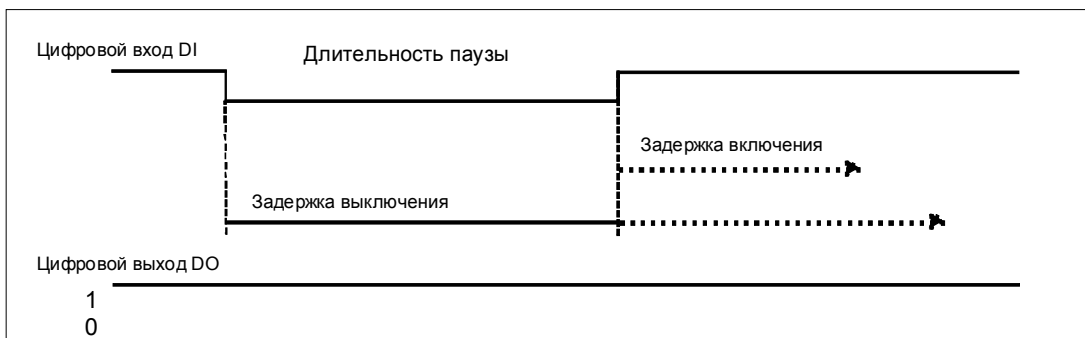 Цифровой вход DI
Длительность паузы
Задержка включения
Задержка выключения
Цифровой выход DO
1
0